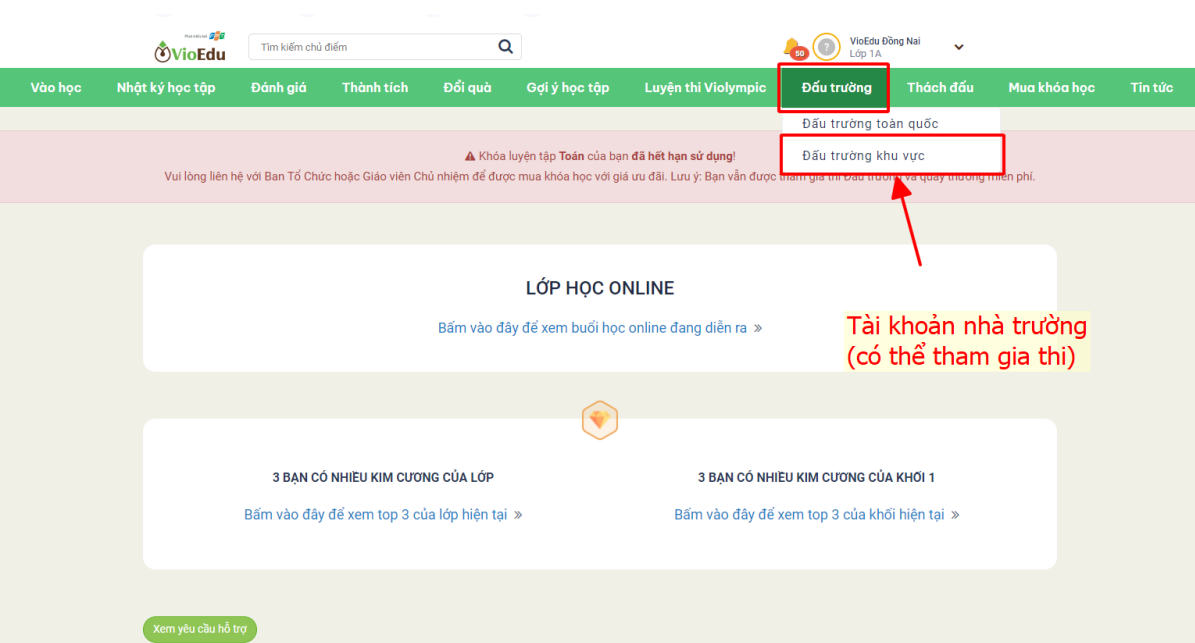 VioEdu
Tìm kiếm chủ điểm
50
?
VioEdu Đồng Nai
Lớp 1A
Vào học
Nhật ký học tập
Đánh giá
Thành tích
Đổi quà
Gợi ý học tập
Luyện thi Violympic
Đấu trường
Thách đấu
Mua khóa học
Tin tức
Đấu trường toàn quốc
Đấu trường khu vực
Khóa luyện tập Toán của bạn đã hết hạn sử dụng!
Vui lòng liên hệ với Ban Tổ Chức hoặc Giáo viên Chủ nhiệm để được mua khóa học với giá ưu đãi. Lưu ý: Bạn vẫn được tham gia thi Đấu trường và quay thưởng miễn phí.
LỚP HỌC ONLINE
Bấm vào đây để xem buổi học online đang diễn ra »
Tài khoản nhà trường
(có thể tham gia thi)
3 BẠN CÓ NHIỀU KIM CƯƠNG CỦA LỚP
Bấm vào đây để xem top 3 của lớp hiện tại »
3 BẠN CÓ NHIỀU KIM CƯƠNG CỦA KHỐI 1
Bấm vào đây để xem top 3 của khối hiện tại »
Xem yêu cầu hỗ trợ